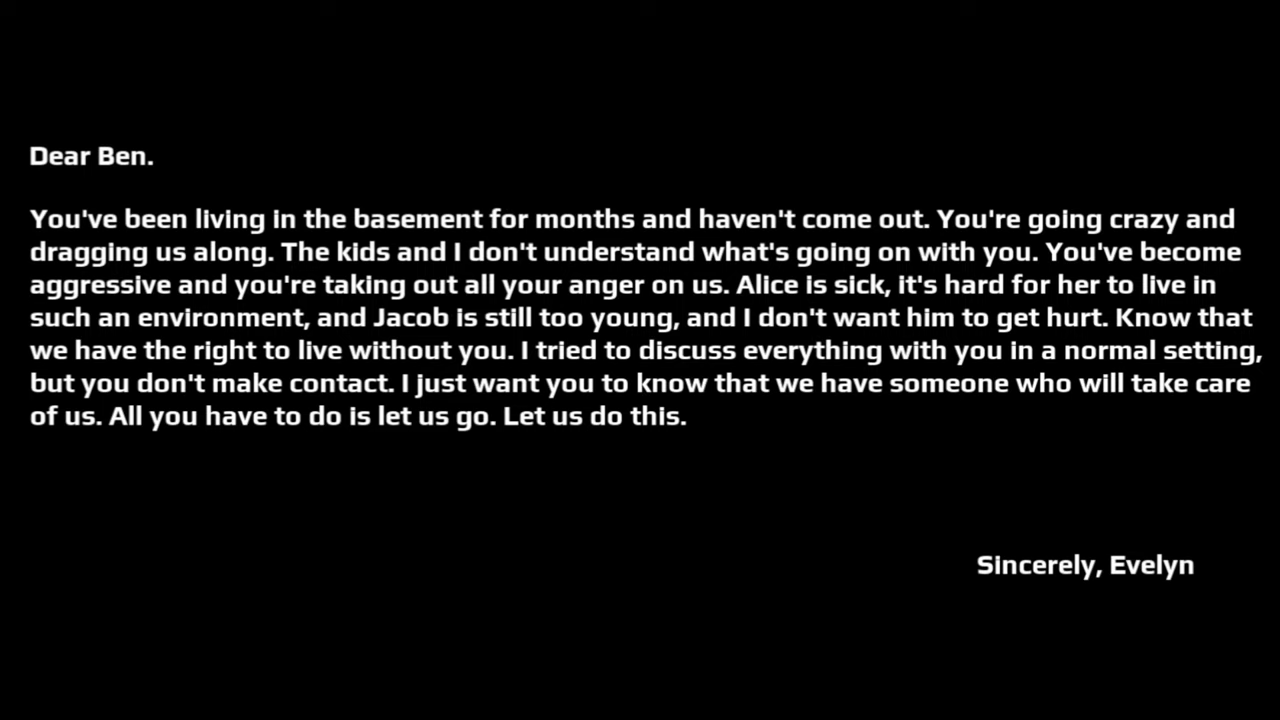 Dear Ben.
You've been living in the basement for months and haven't come out. You're going crazy and
dragging us along. The kids and I don't understand what's going on with you. You've become
aggressive and you're taking out all your anger on us. Alice is sick, it's hard for her to live in
such an environment, and Jacob is still too young, and I don't want him to get hurt. Know that
we have the right to live without you. I tried to discuss everything with you in a normal setting,
but you don't make contact. I just want you to know that we have someone who will take care
of us. All you have to do is let us go. Let us do this.
Sincerely, Evelyn